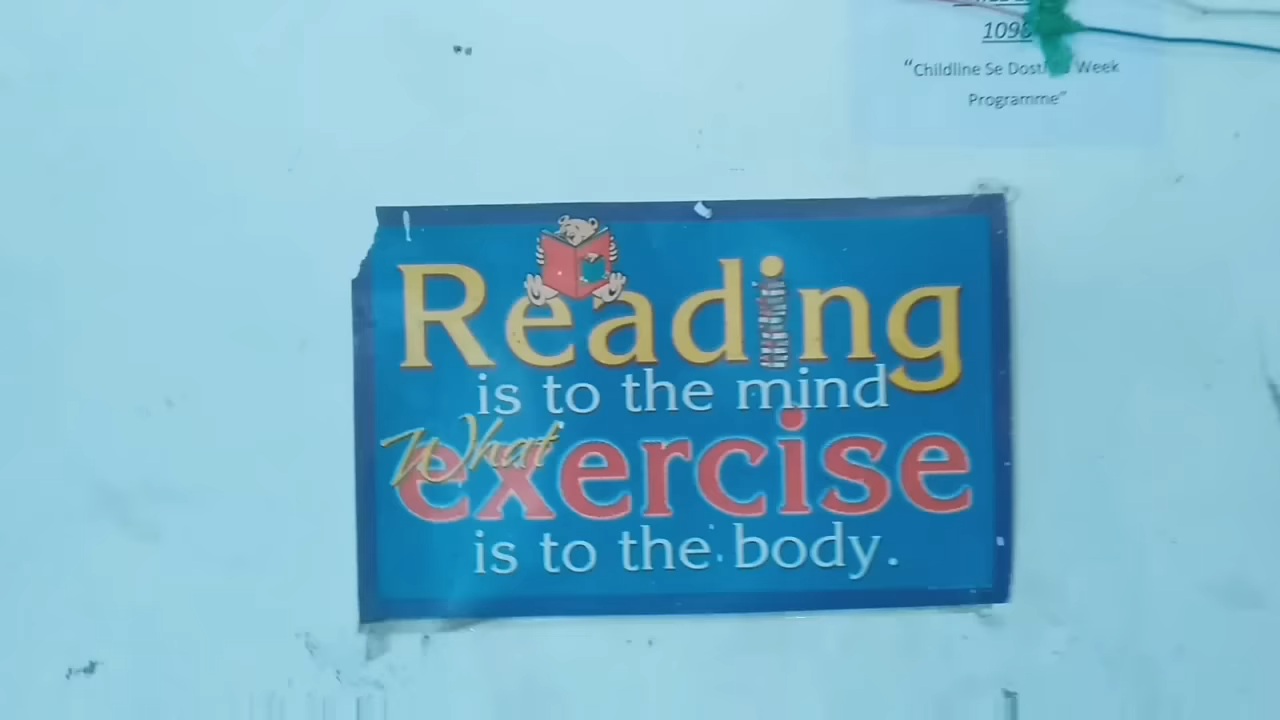 1098
"Childline Se Dosti Week
Programme"
Reading
is to the mind
What
exercise
is to the body.